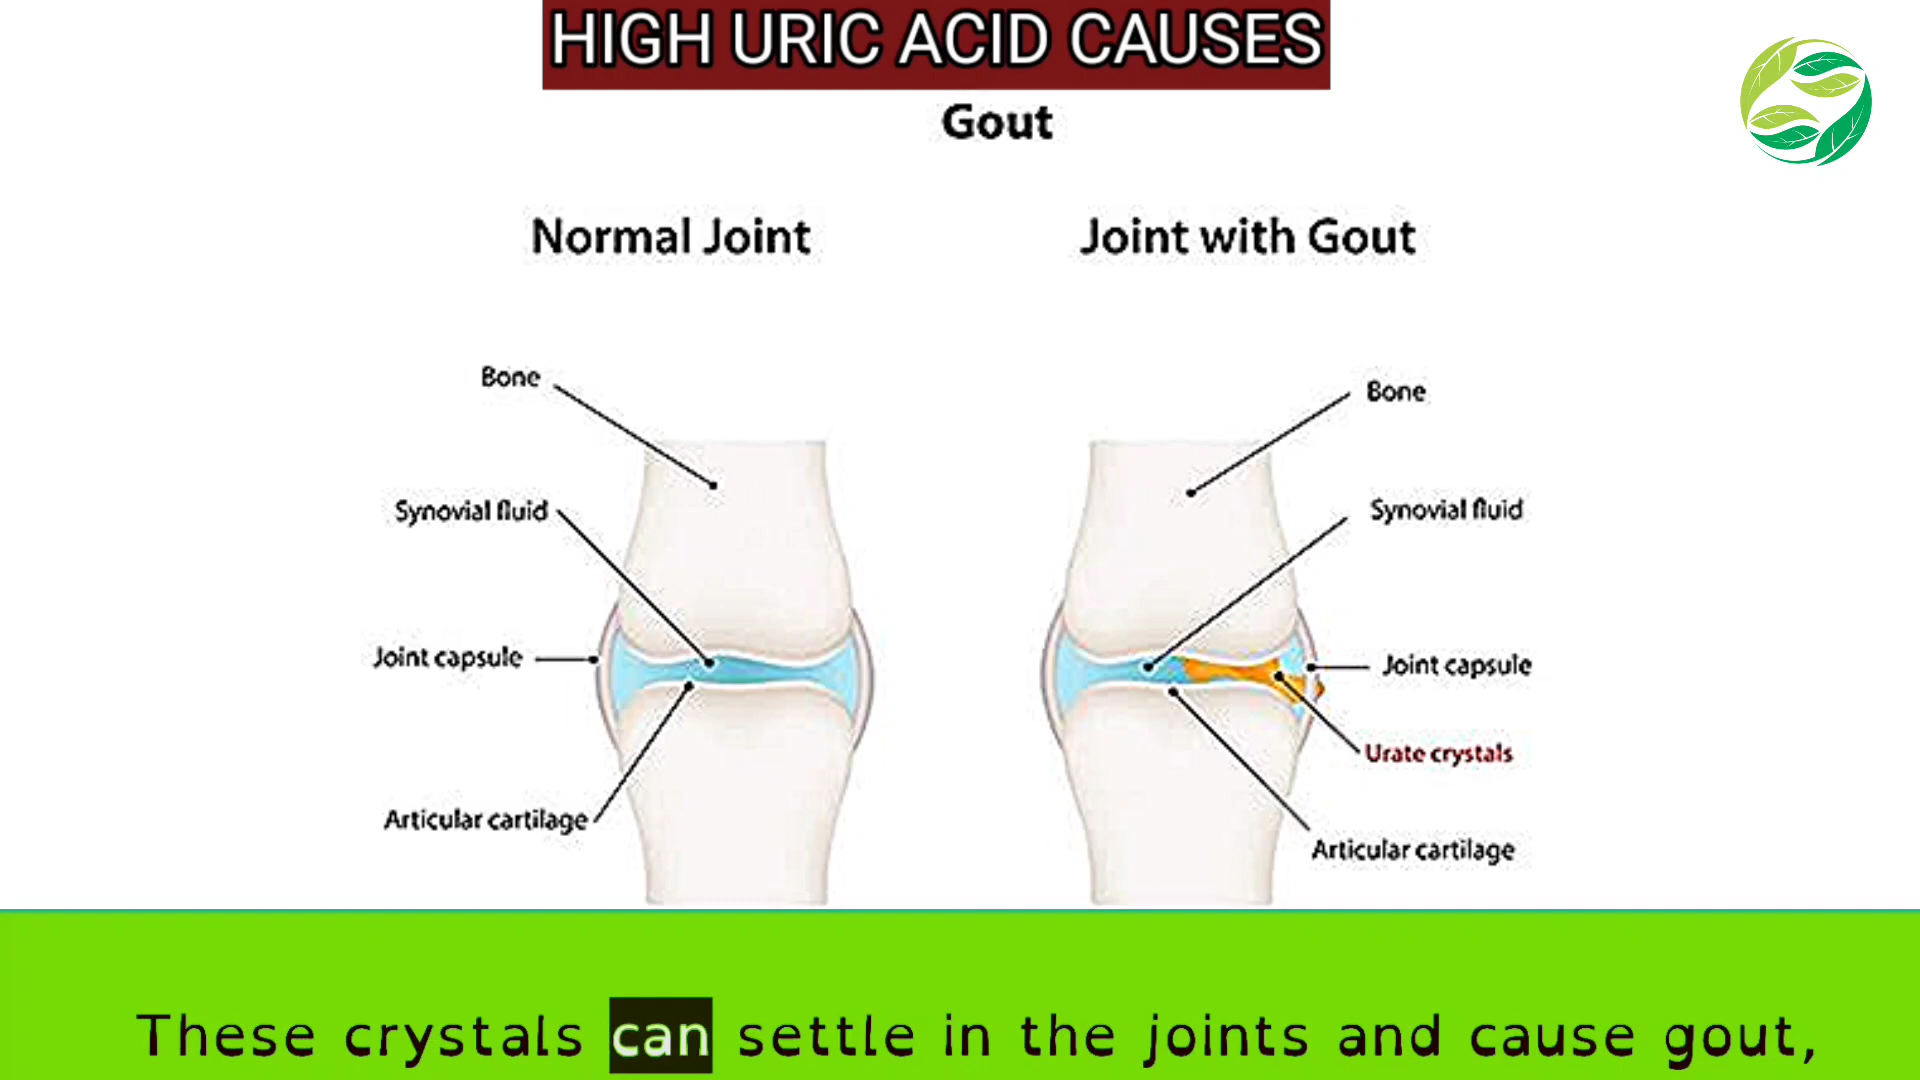 HIGH URIC ACID CAUSES
Gout
Normal Joint
Joint with Gout
Bone
Synovial fluid
Joint capsule
Articular cartilage
Bone
Synovial fluid
Joint capsule
Urate crystals
Articular cartilage
These crystals can settle in the joints and cause gout,